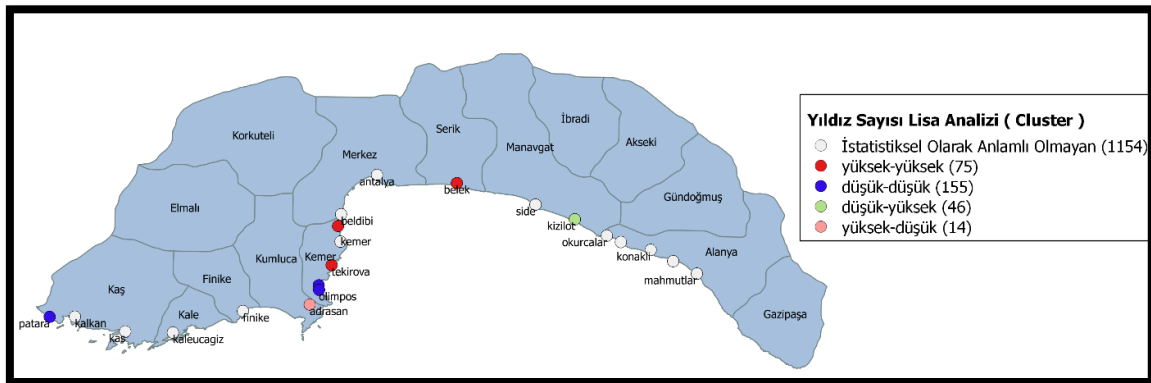 Yıldız Sayısı Lisa Analizi ( Cluster )
İstatistiksel Olarak Anlamlı Olmayan (1154)
yüksek-yüksek (75)
düşük-düşük (155)
düşük-yüksek (46)
yüksek-düşük (14)
Korkuteli
Merkez
Serik
Manavgat
İbradi
Akseki
Gündoğmuş
Elmalı
antalya
belek
side
kizilot
okurcalar
konakli
Alanya
mahmutlar
Gazipaşa
beldibi
kemer
Kemer
tekirova
Kumluca
olimpos
adrasan
Finike
finike
Kaş
Kale
patara
kalkan
kaş
kaleucagiz